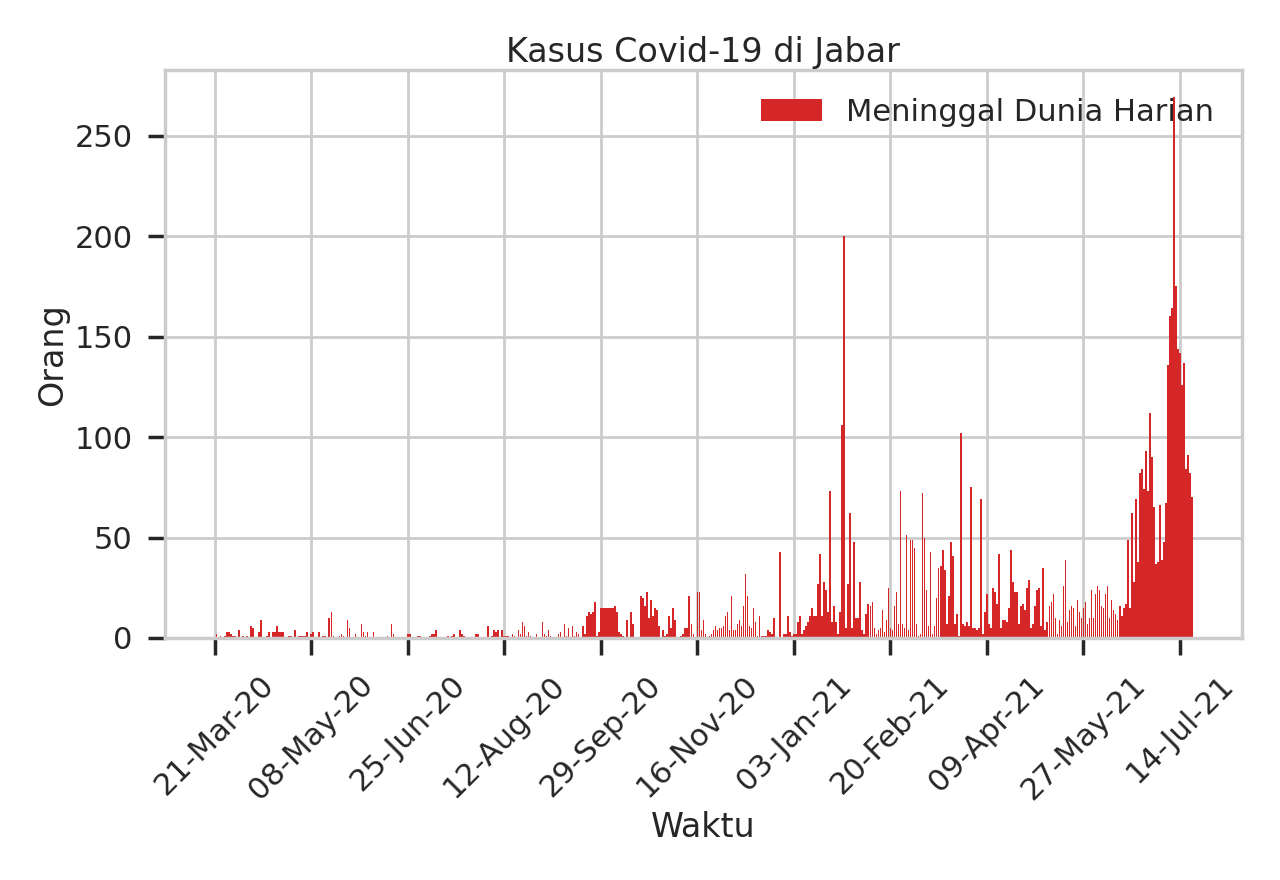 Kasus Covid-19 di Jabar
Meninggal Dunia Harian
250
200
150
100
50
0
Orang
21-Mar-20
08-May-20
25-Jun-20
12-Aug-20
29-Sep-20
16-Nov-20
03-Jan-21
20-Feb-21
09-Apr-21
27-May-21
14-Jul-21
Waktu